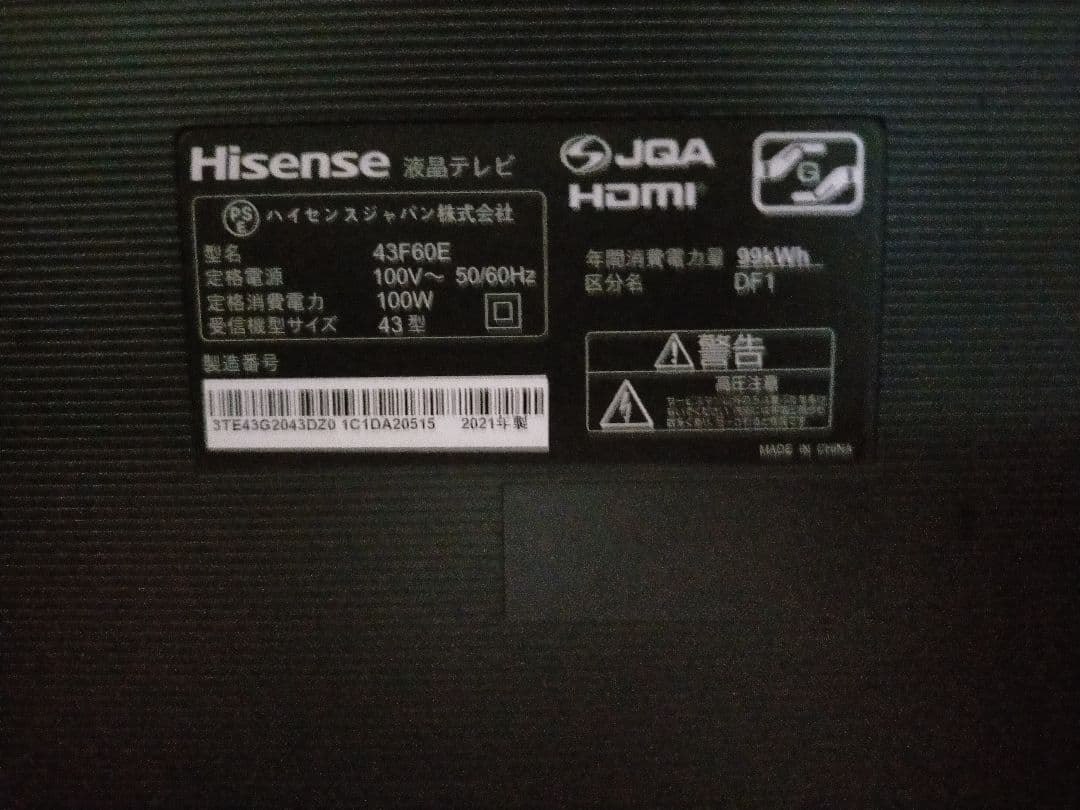 Hisense 液晶テレビ
PSE ハイセンスジャパン株式会社
型名 43F60E
定格電源 100V～ 50/60Hz
定格消費電力 100W
受信機型サイズ 43型
製造番号
3TE43G2043DZ0 1C1DA20515 2021年製
JQA
HDMI
G
年間消費電力量 99kWh
区分名 DF1
警告
高圧注意
MADE IN CHINA